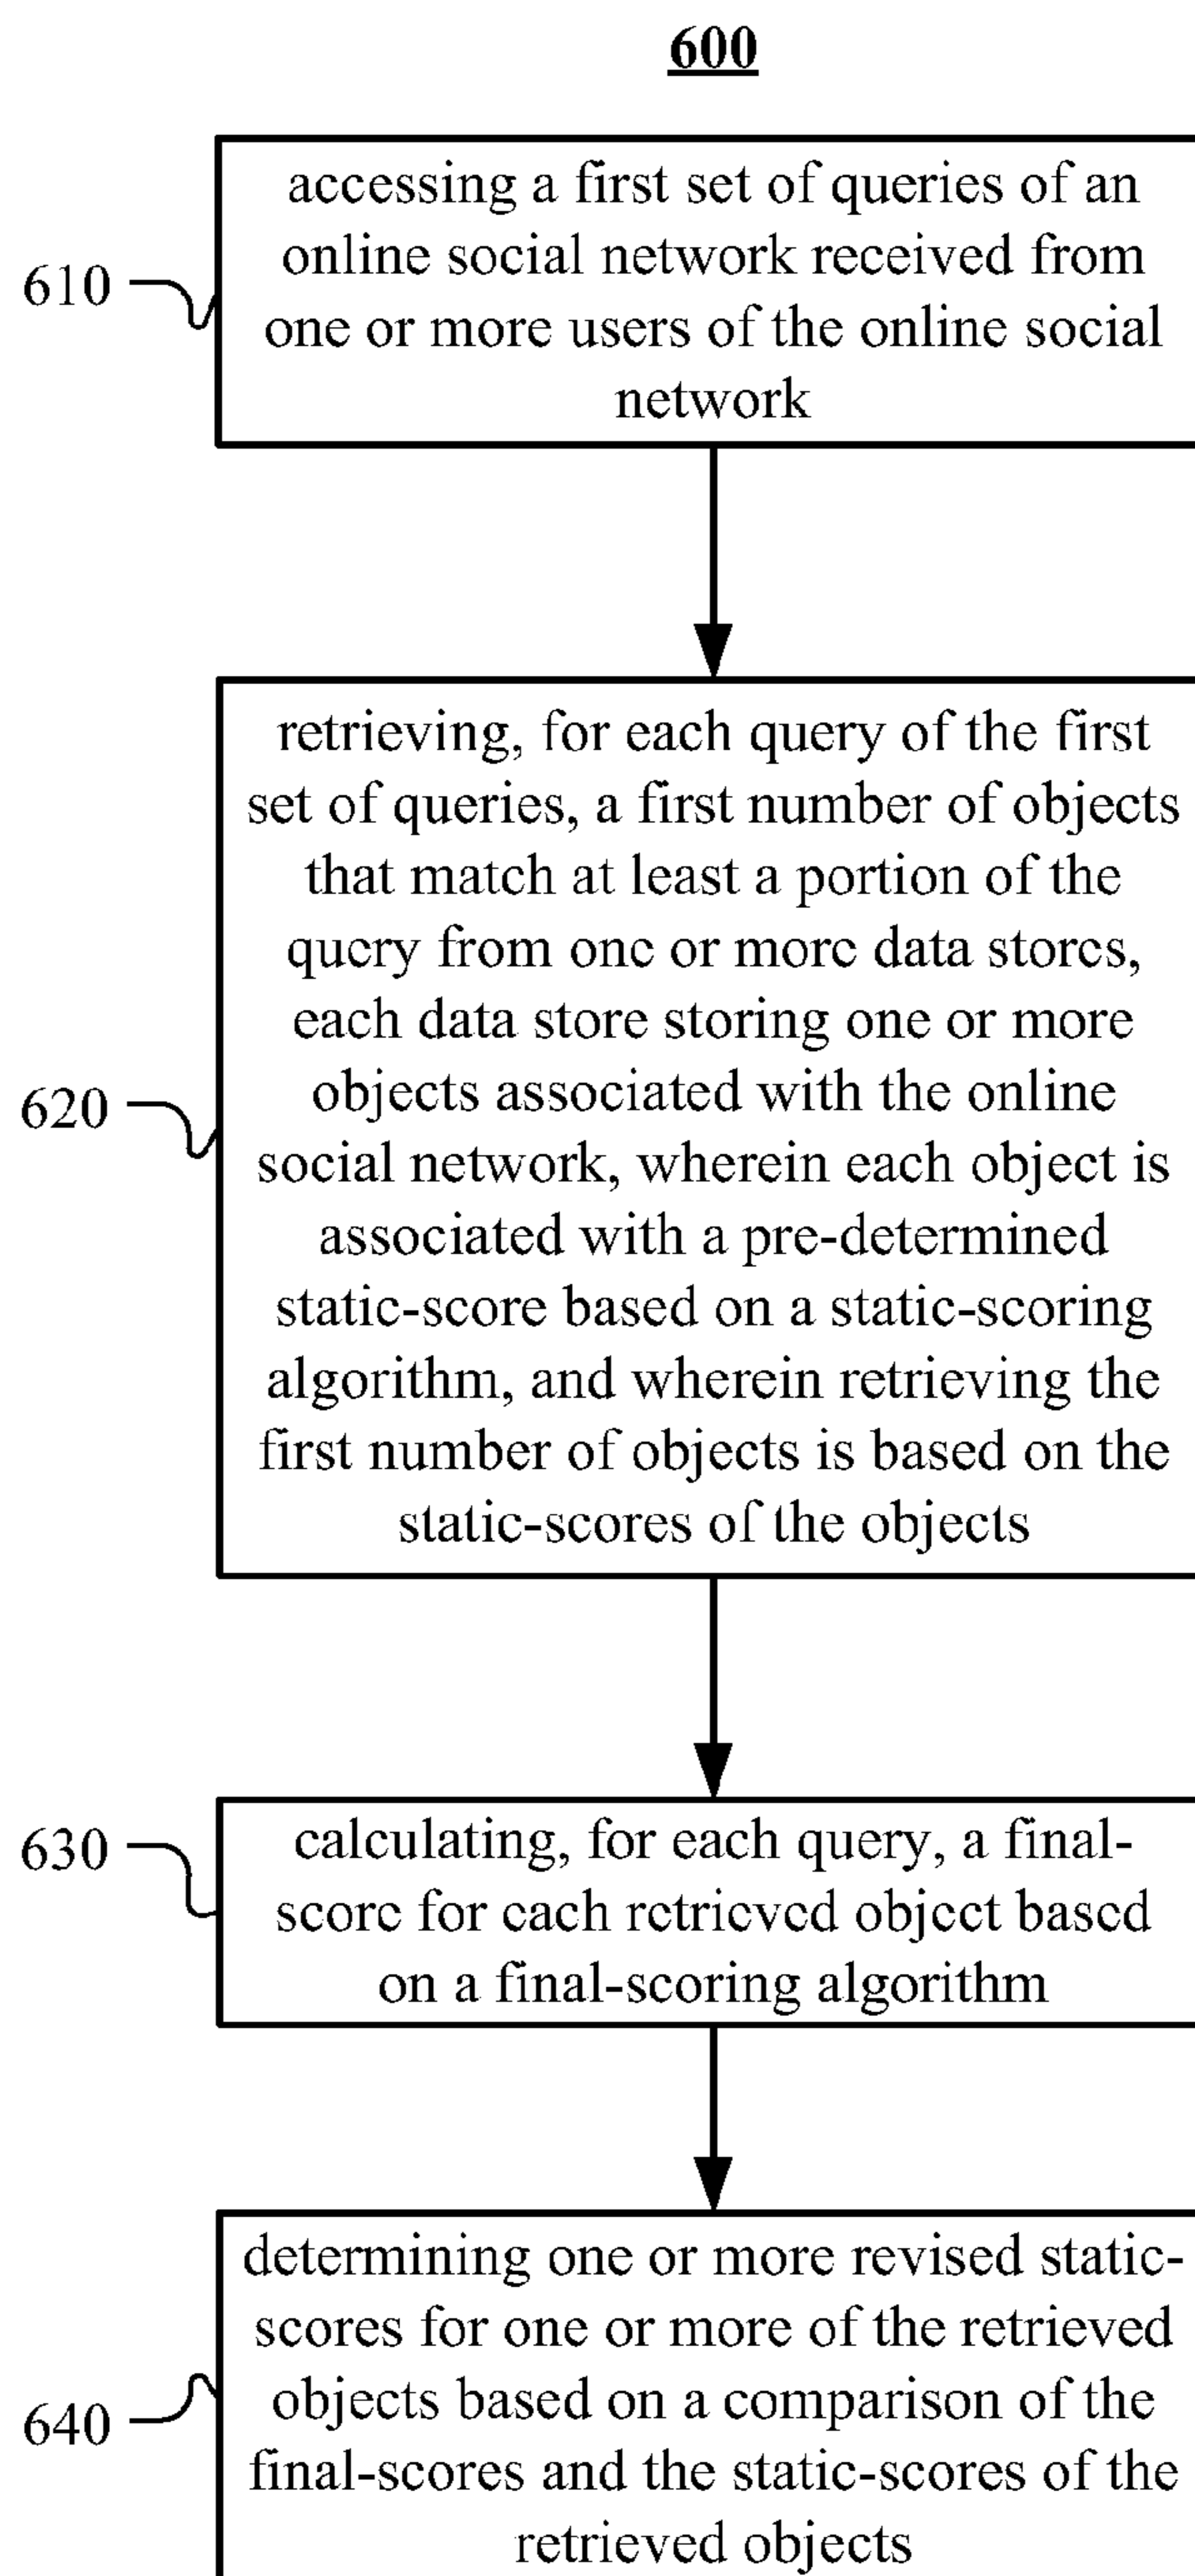 600
accessing a first set of queries of an
online social network received from
one or more users of the online social
network
610
retrieving, for each query of the first
set of queries, a first number of objects
that match at least a portion of the
query from one or more data stores,
each data store storing one or more
objects associated with the online
social network, wherein each object is
associated with a pre-determined
static-score based on a static-scoring
algorithm, and wherein retrieving the
first number of objects is based on the
static-scores of the objects
620
calculating, for each query, a final-
score for each retrieved object based
on a final-scoring algorithm
630
determining one or more revised static-
scores for one or more of the retrieved
objects based on a comparison of the
final-scores and the static-scores of the
retrieved objects
640